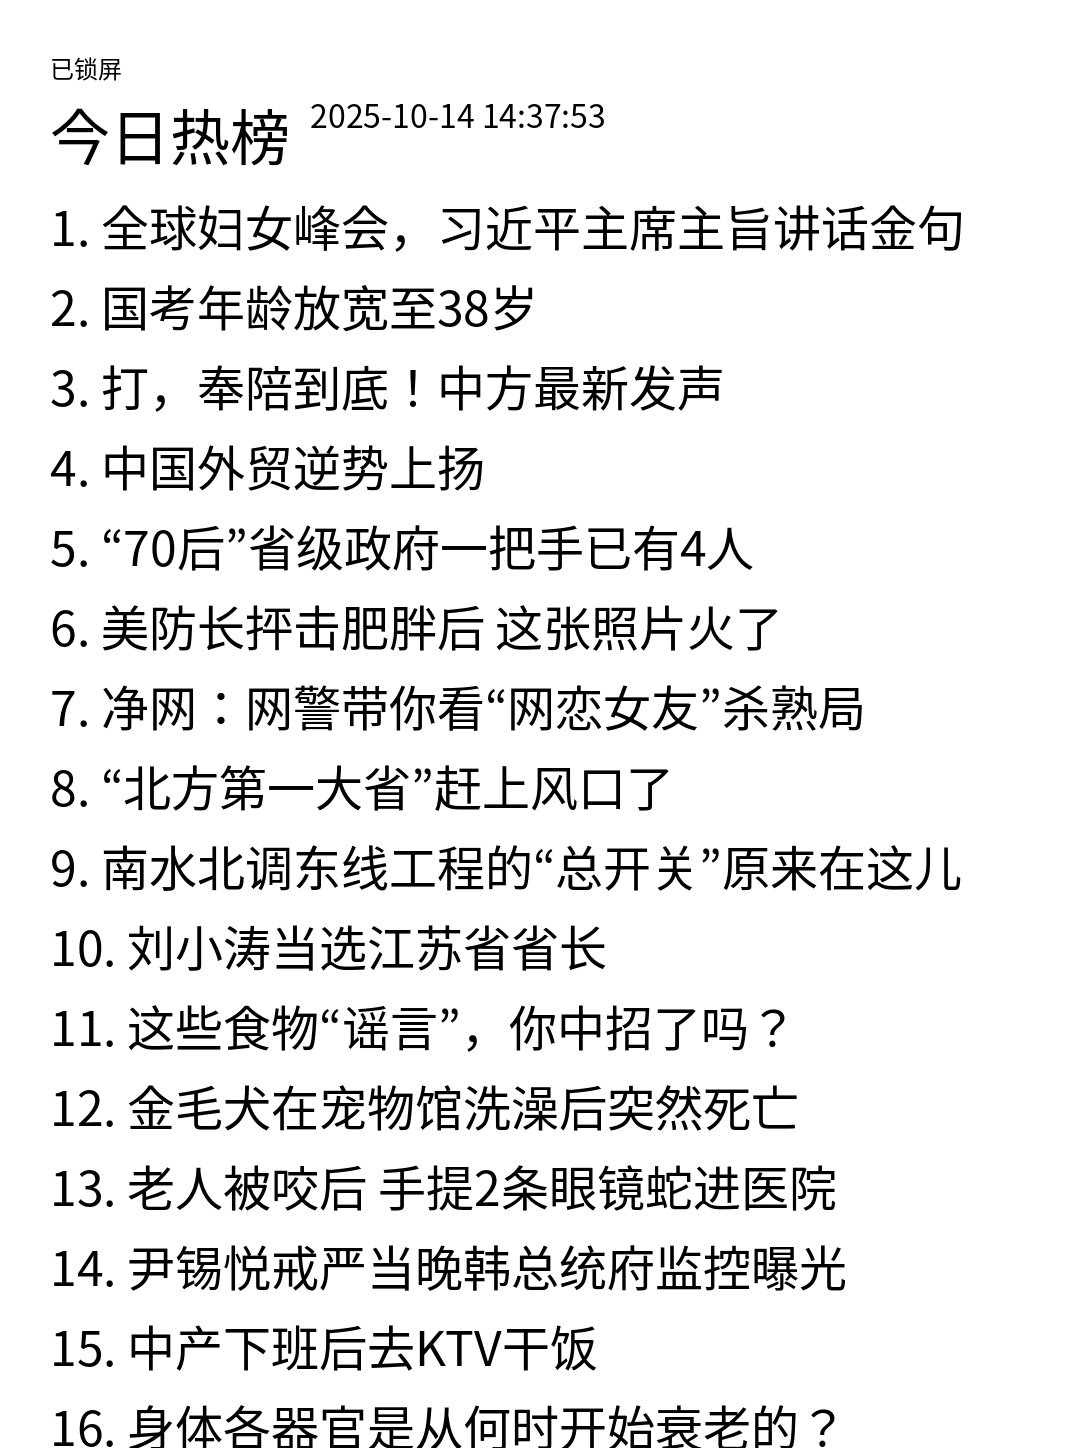 已锁屏
今日热榜 2025-10-14 14:37:53
1. 全球妇女峰会，习近平主席主旨讲话金句
2. 国考年龄放宽至38岁
3. 打，奉陪到底！中方最新发声
4. 中国外贸逆势上扬
5. “70后”省级政府一把手已有4人
6. 美防长抨击肥胖后 这张照片火了
7. 净网：网警带你看“网恋女友”杀熟局
8. “北方第一大省”赶上风口了
9. 南水北调东线工程的“总开关”原来在这儿
10. 刘小涛当选江苏省省长
11. 这些食物“谣言”，你中招了吗？
12. 金毛犬在宠物馆洗澡后突然死亡
13. 老人被咬后 手提2条眼镜蛇进医院
14. 尹锡悦戒严当晚韩总统府监控曝光
15. 中产下班后去KTV干饭
16. 身体各器官是从何时开始衰老的？